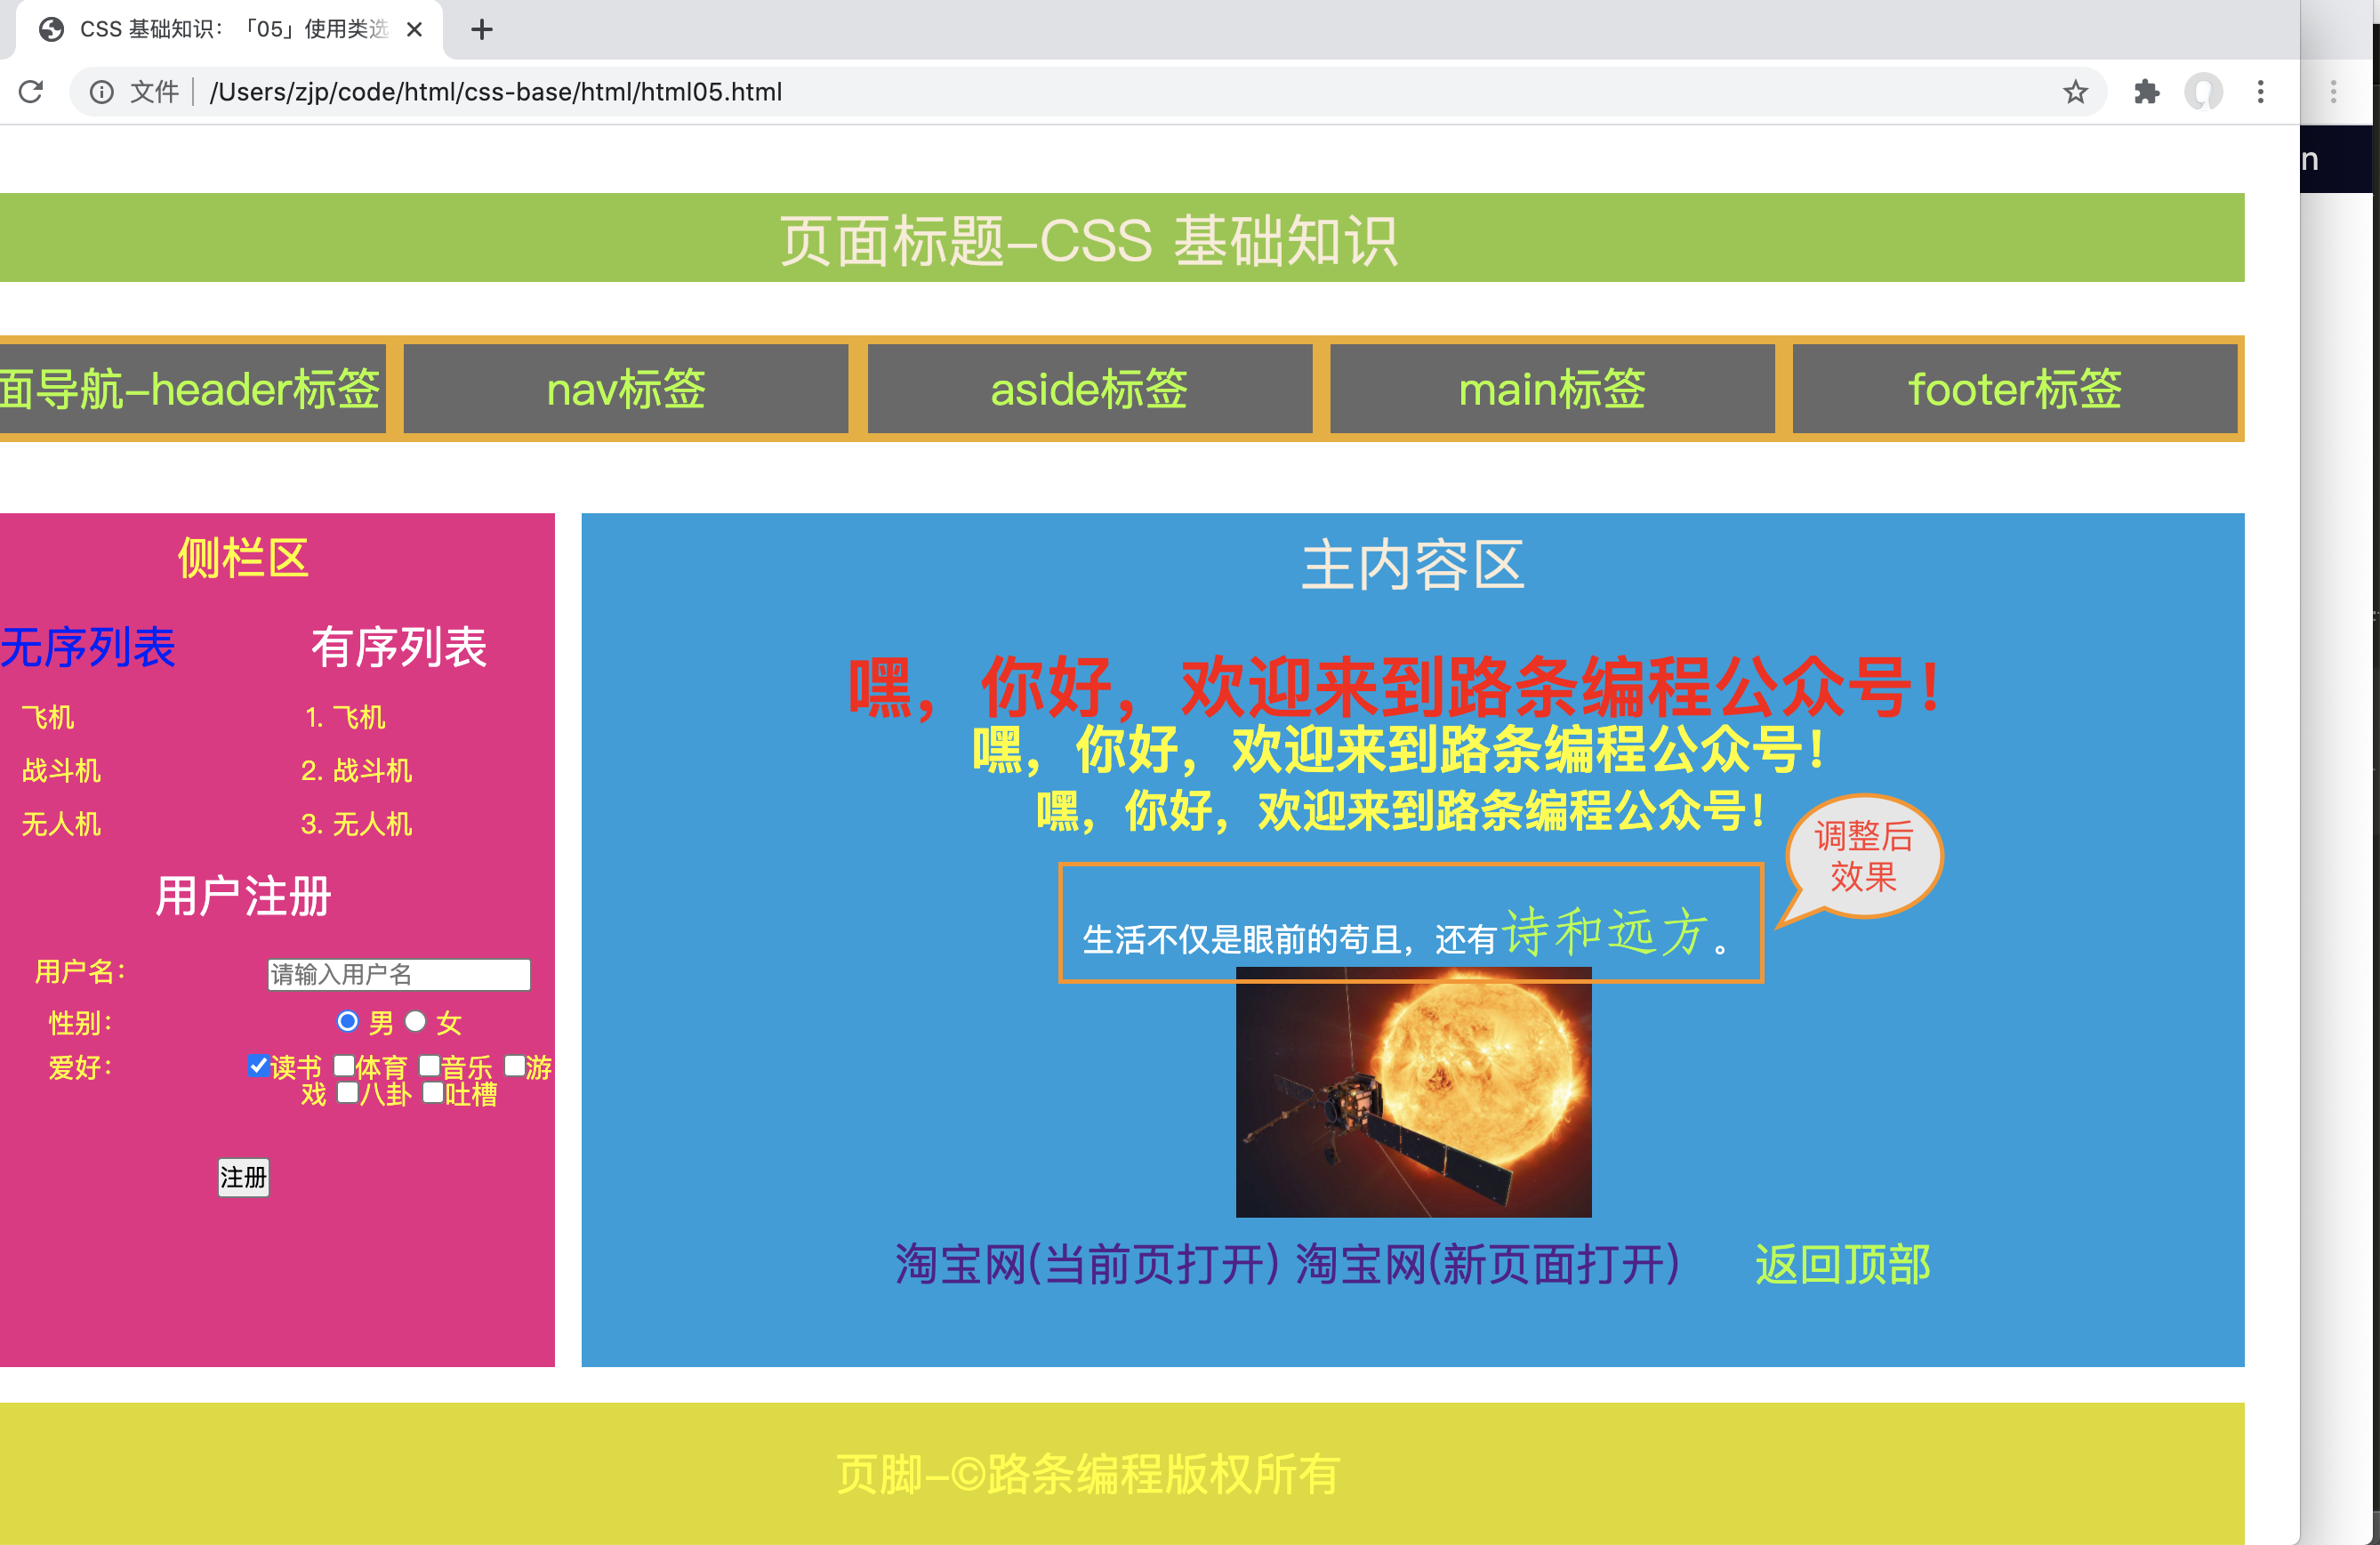 CSS 基础知识：「05」使用类选
文件 /Users/zjp/code/html/css-base/html/html05.html
n
页面标题-CSS 基础知识
面导航-header标签 nav标签 aside标签 main标签 footer标签
侧栏区
无序列表 有序列表
飞机 1. 飞机
战斗机 2. 战斗机
无人机 3. 无人机
用户注册
用户名： 请输入用户名
性别： 男 女
爱好： 读书 体育 音乐 游
戏 八卦 吐槽
注册
主内容区
嘿，你好，欢迎来到路条编程公众号！
嘿，你好，欢迎来到路条编程公众号！
嘿，你好，欢迎来到路条编程公众号！
调整后
效果
生活不仅是眼前的苟且，还有诗和远方。
淘宝网(当前页打开) 淘宝网(新页面打开) 返回顶部
页脚-©路条编程版权所有